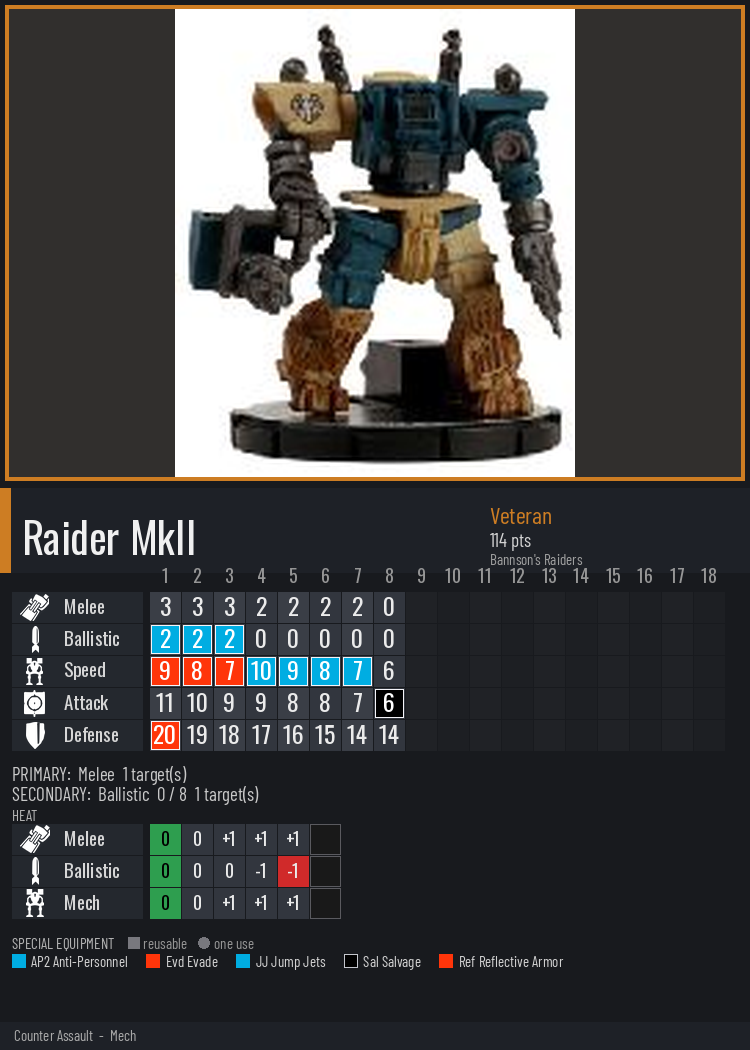 Raider MkII
Veteran
114 pts
Bannson's Raiders
1 2 3 4 5 6 7 8 9 10 11 12 13 14 15 16 17 18
Melee 3 3 3 2 2 2 2 0
Ballistic 2 2 2 0 0 0 0 0
Speed 9 8 7 10 9 8 7 6
Attack 11 10 9 9 8 8 7 6
Defense 20 19 18 17 16 15 14 14
PRIMARY: Melee 1 target(s)
SECONDARY: Ballistic 0 / 8 1 target(s)
HEAT
Melee 0 0 +1 +1 +1
Ballistic 0 0 0 -1 -1
Mech 0 0 +1 +1 +1
SPECIAL EQUIPMENT reusable one use
AP2 Anti-Personnel Evd Evade JJ Jump Jets Sal Salvage Ref Reflective Armor
Counter Assault - Mech